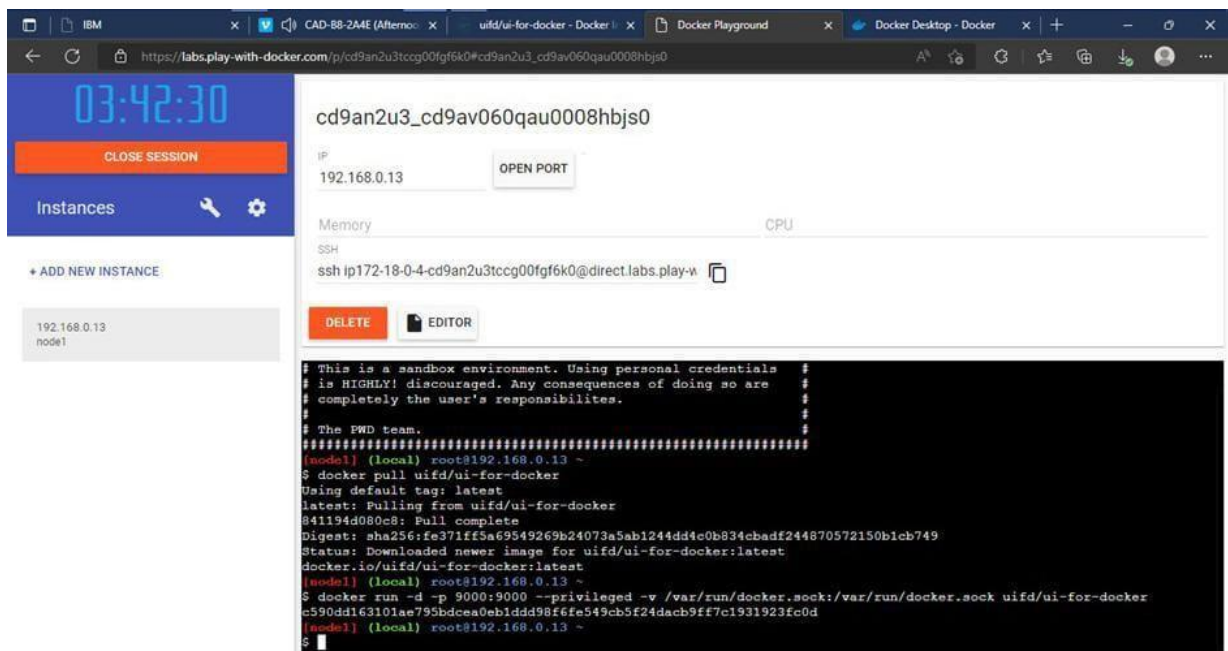 IBM
CAD-BB-2A4E (Afternoo
uifd/ui-for-docker - Docker
Docker Playground
Docker Desktop - Docker
https://labs.play-with-docker.com/p/cd9an2u3tccg00fgf6k0#cd9an2u3_cd9av060qau0008hbjs0
03:42:30
CLOSE SESSION
Instances
+ ADD NEW INSTANCE
192.168.0.13
node1
cd9an2u3_cd9av060qau0008hbjs0
IP
192.168.0.13
OPEN PORT
Memory
CPU
SSH
ssh ip172-18-0-4-cd9an2u3tccg00fgf6k0@direct.labs.play-w
DELETE
EDITOR
# This is a sandbox environment. Using personal credentials #
# is HIGHLY! discouraged. Any consequences of doing so are #
# completely the user's responsibilites. #
# #
# The PWD team. #
###############################################################
[node1] (local) root@192.168.0.13 ~
$ docker pull uifd/ui-for-docker
Using default tag: latest
latest: Pulling from uifd/ui-for-docker
841194d080c8: Pull complete
Digest: sha256:fe371ff5a69549269b24073a5ab1244dd4c0b834cbadf244870572150b1cb749
Status: Downloaded newer image for uifd/ui-for-docker:latest
docker.io/uifd/ui-for-docker:latest
[node1] (local) root@192.168.0.13 ~
$ docker run -d -p 9000:9000 --privileged -v /var/run/docker.sock:/var/run/docker.sock uifd/ui-for-docker
c590dd163101ae795bdcea0eb1ddd98f6fe549cb5f24dacb9ff7c1931923fc0d
[node1] (local) root@192.168.0.13 ~
$